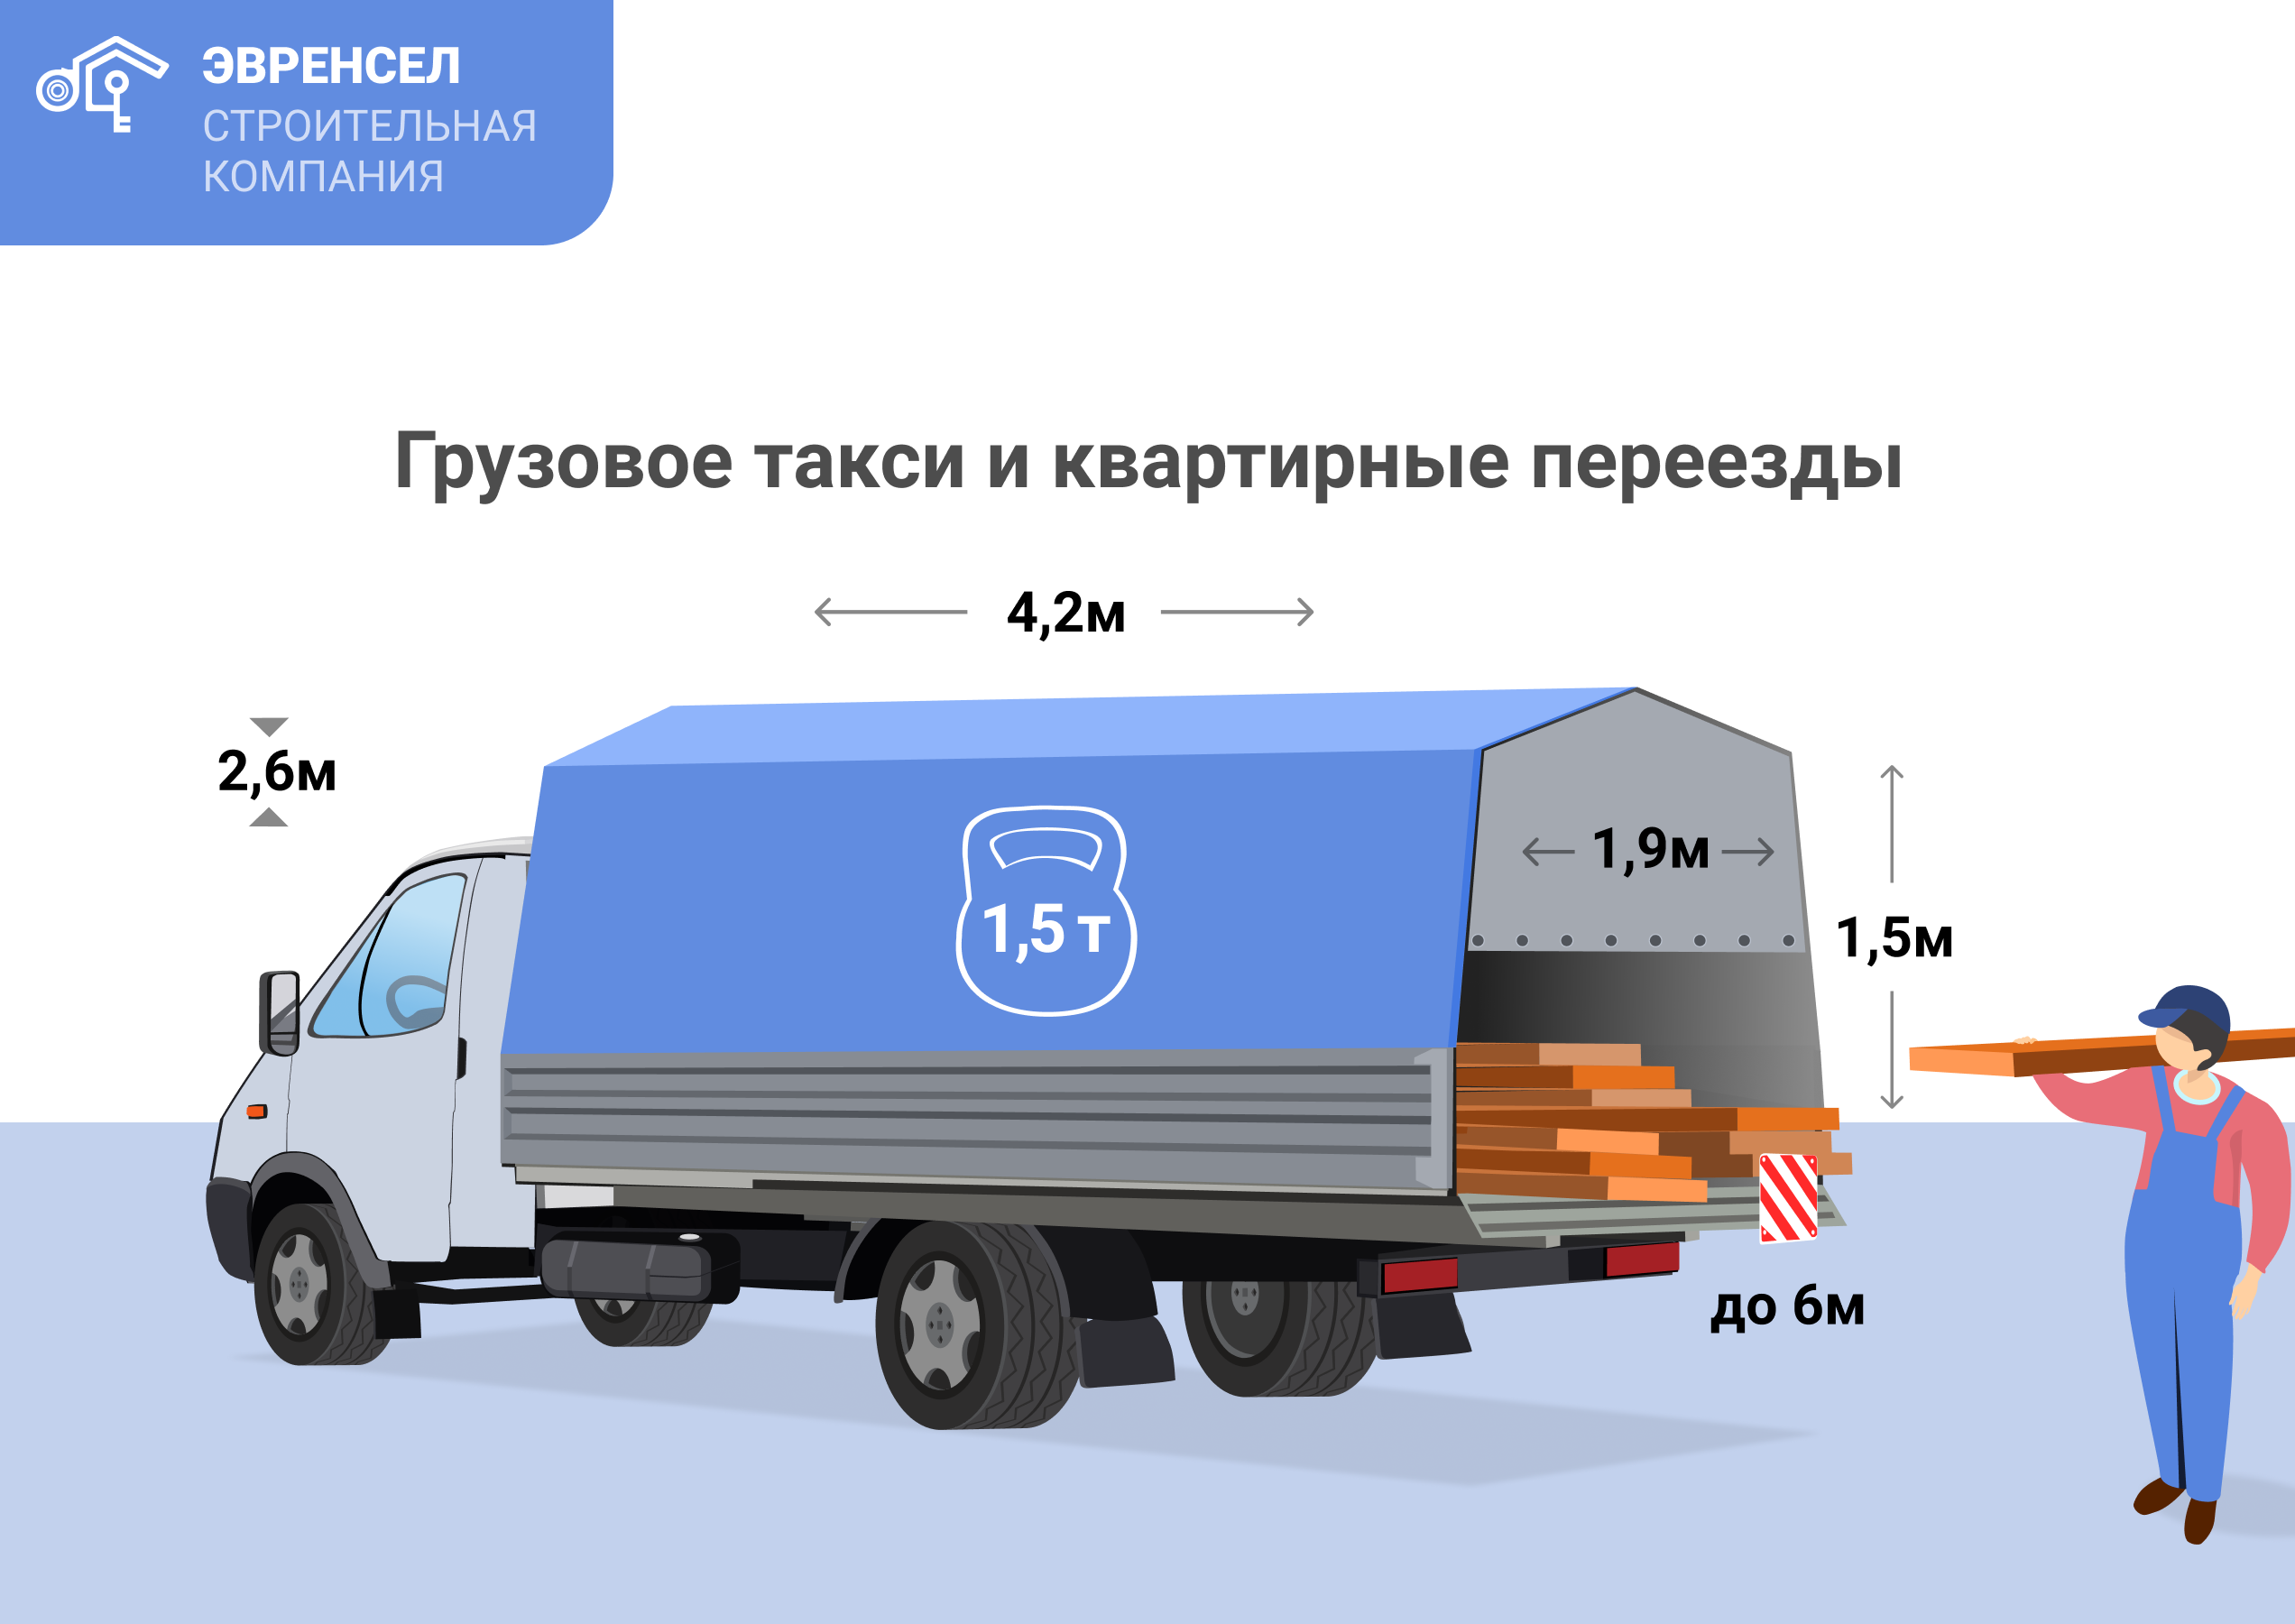 ЭВРЕНСЕЛ
СТРОИТЕЛЬНАЯ
КОМПАНИЯ
Грузовое такси и квартирные переезды
4,2м
2,6м
1,9м
1,5 т
1,5м
до 6м